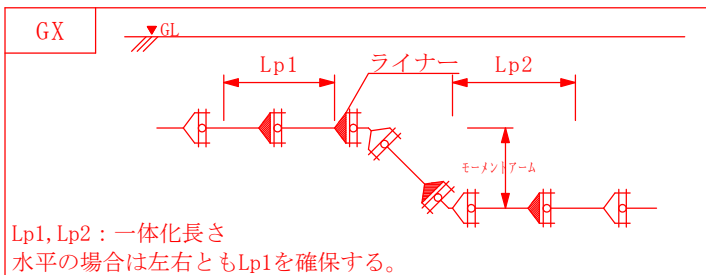 GX
GL
Lp1
ライナー
Lp2
モーメントアーム
Lp1,Lp2：一体化長さ
水平の場合は左右ともLp1を確保する。